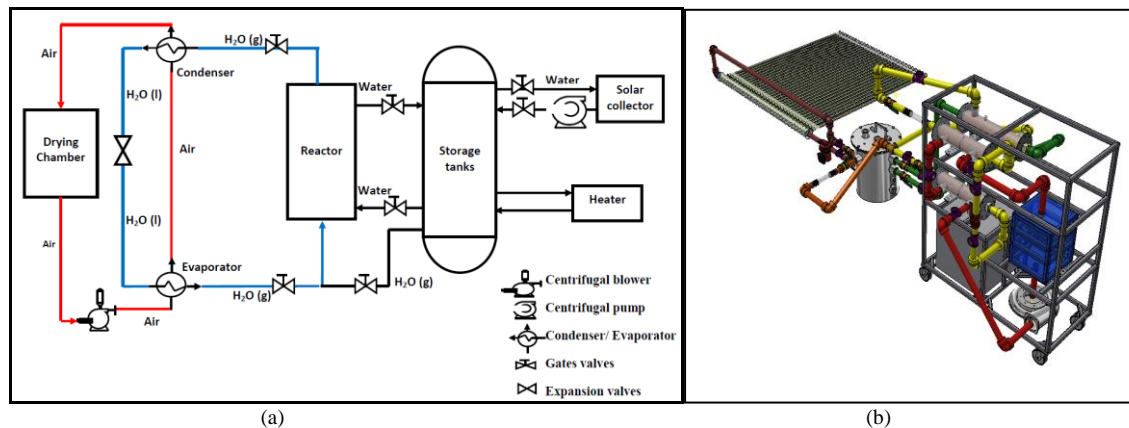 Air
H₂O (g)
Condenser
Air
H₂O (l)
Water
Water
Solar
collector
Drying
Chamber
Air
Reactor
Storage
tanks
H₂O (l)
Water
Heater
Air
Evaporator
H₂O (g)
H₂O (g)
Air
Centrifugal blower
Centrifugal pump
Condenser/ Evaporator
Gates valves
Expansion valves
(a)
(b)